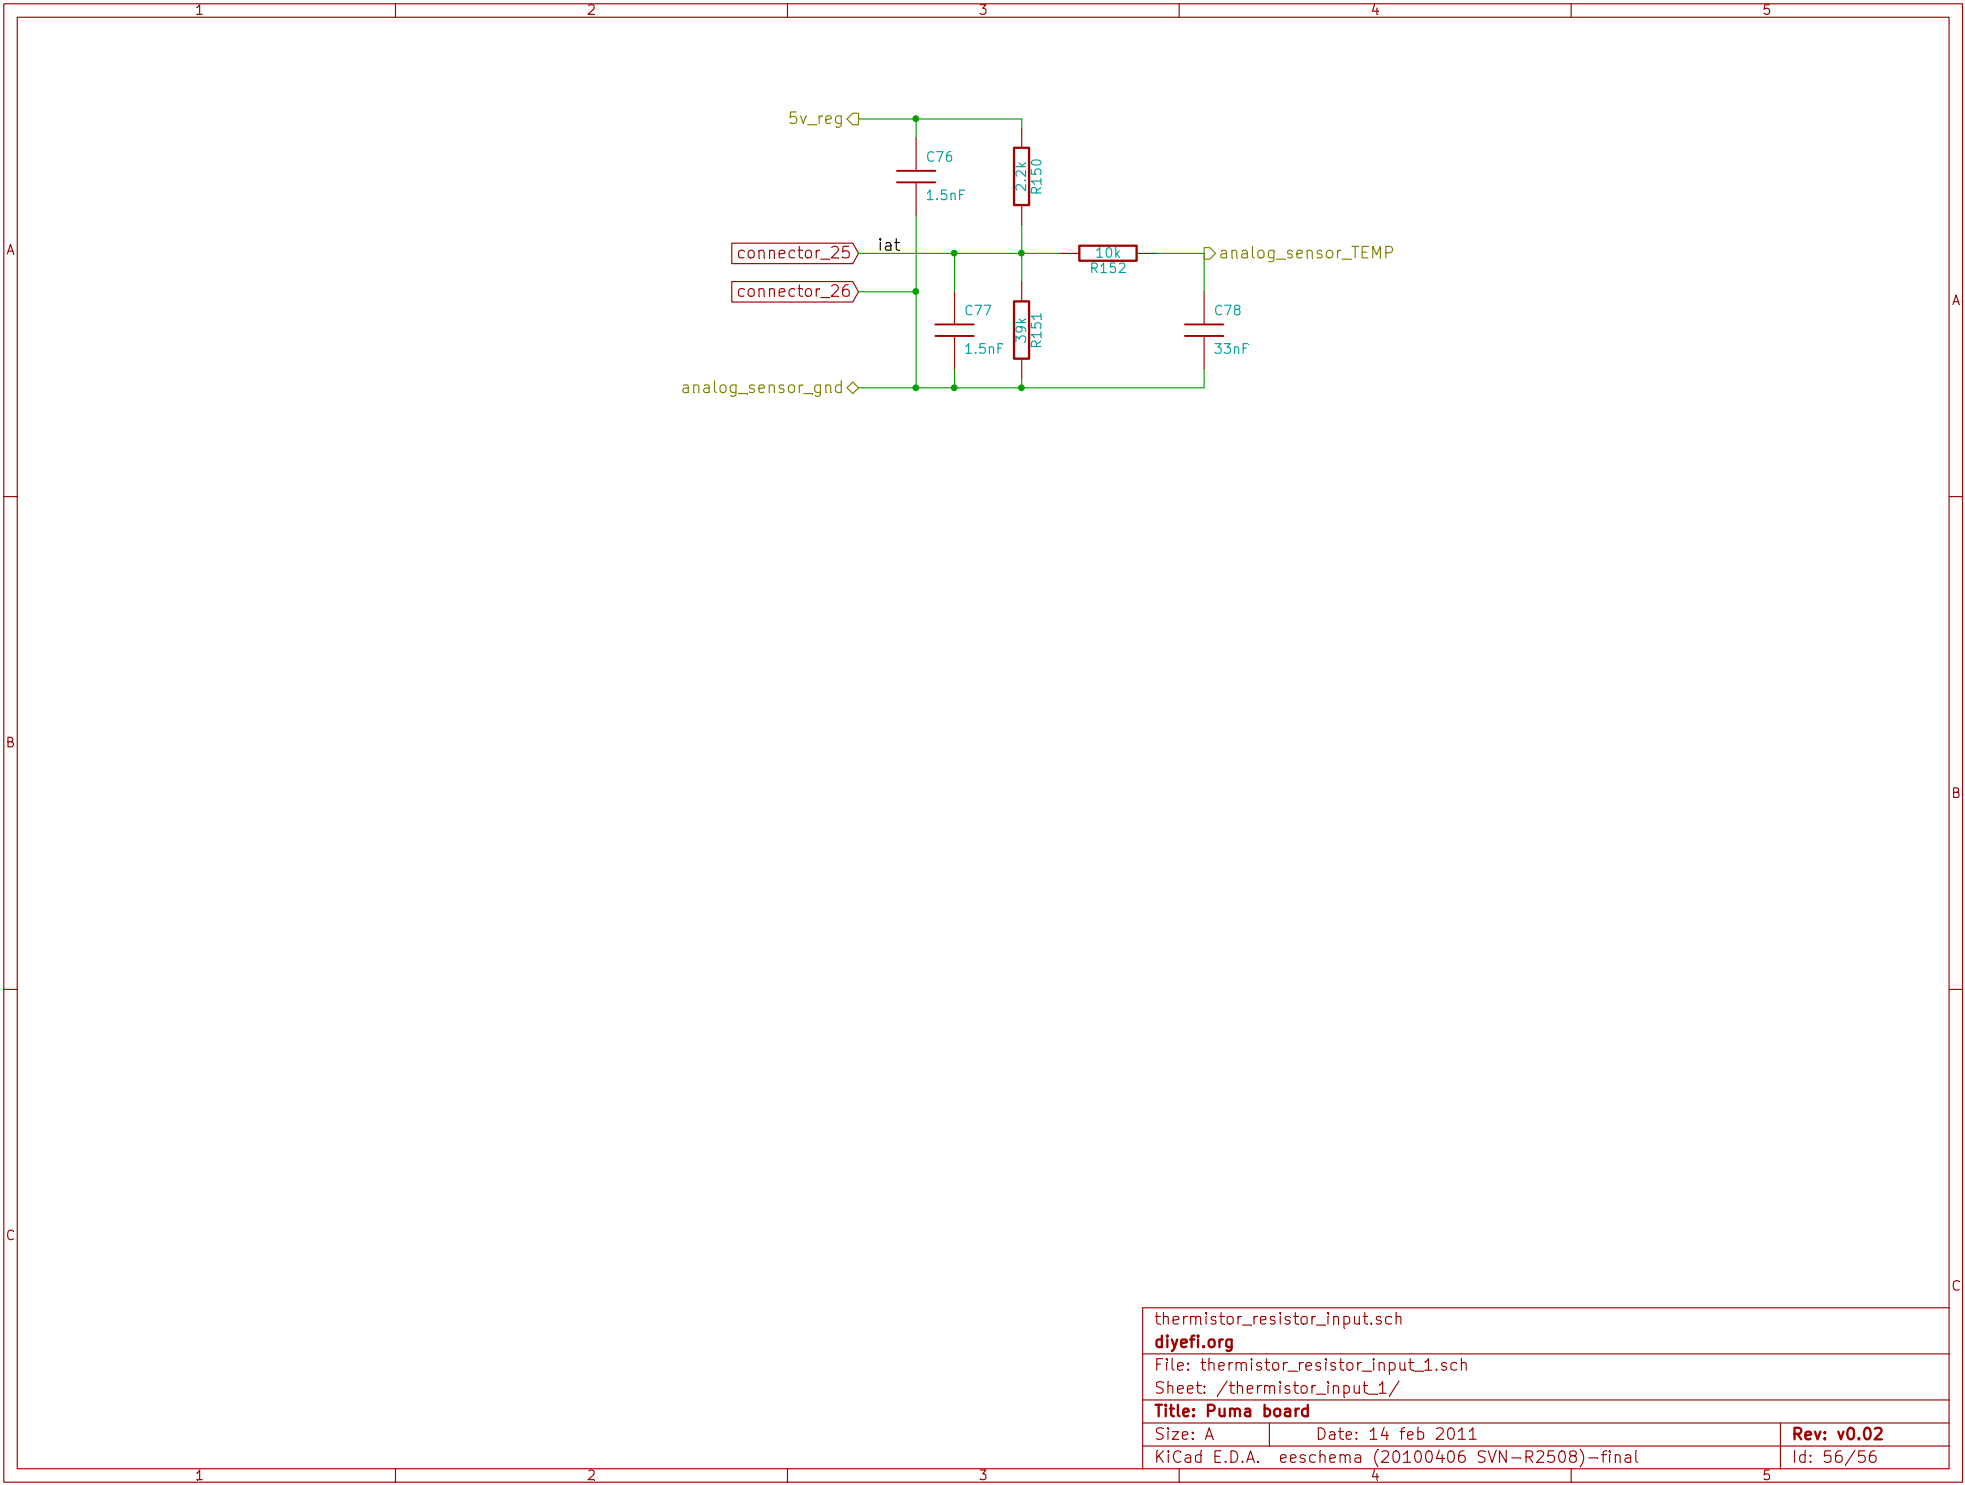 1 2 3 4 5
5v_reg
C76
1.5nF
2.2k
R150
iat
connector_25
10k
R152
analog_sensor_TEMP
A
connector_26
A
C77
1.5nF
39k
R151
C78
33nF
analog_sensor_gnd
B
B
C
C
thermistor_resistor_input.sch
diyefi.org
File: thermistor_resistor_input_1.sch
Sheet: /thermistor_input_1/
Title: Puma board
Size: A Date: 14 feb 2011 Rev: v0.02
KiCad E.D.A. eeschema (20100406 SVN-R2508)-final Id: 56/56
1 2 3 4 5